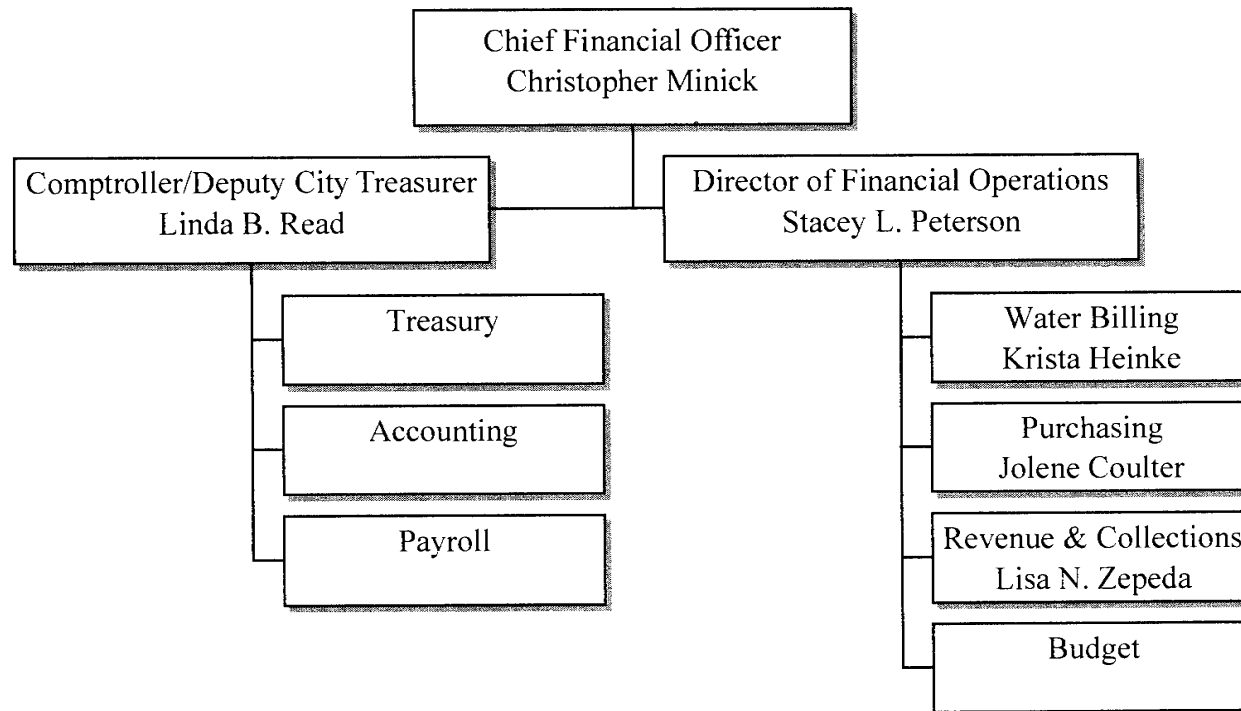 Chief Financial Officer
Christopher Minick
Comptroller/Deputy City Treasurer
Linda B. Read
Director of Financial Operations
Stacey L. Peterson
Treasury
Accounting
Payroll
Water Billing
Krista Heinke
Purchasing
Jolene Coulter
Revenue & Collections
Lisa N. Zepeda
Budget